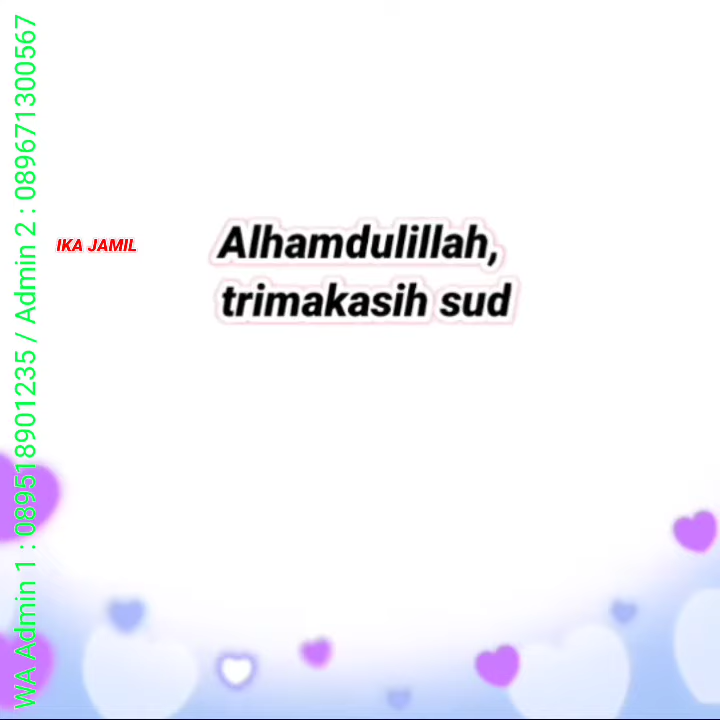 WA Admin 1 : 089518901235 / Admin 2 : 089671300567
IKA JAMIL
Alhamdulillah,
trimakasih sud